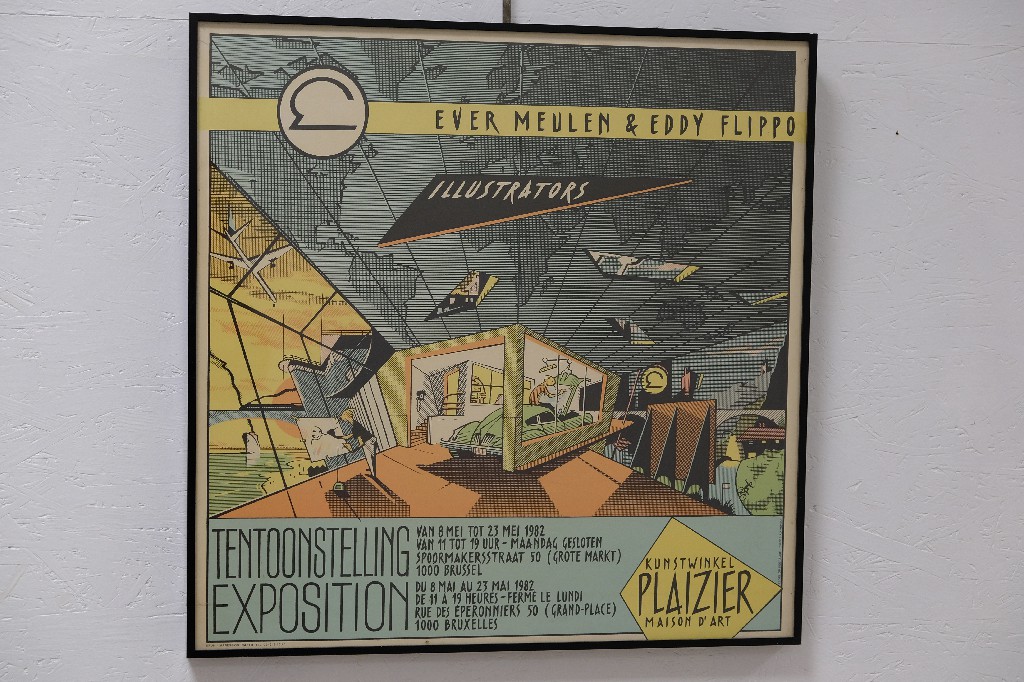 EVER MEULEN & EDDY FLIPPO
ILLUSTRATORS
TENTOONSTELLING
VAN 8 MEI TOT 23 MEI 1982
VAN 11 TOT 19 UUR - MAANDAG GESLOTEN
SPOORMAKERSSTRAAT 50 (GROTE MARKT)
1000 BRUSSEL
EXPOSITION
DU 8 MAI AU 23 MAI 1982
DE 11 A 19 HEURES - FERMÉ LE LUNDI
RUE DES ÉPERONNIERS 50 (GRAND-PLACE)
1000 BRUXELLES
KUNSTWINKEL
PLAIZIER
MAISON D'ART